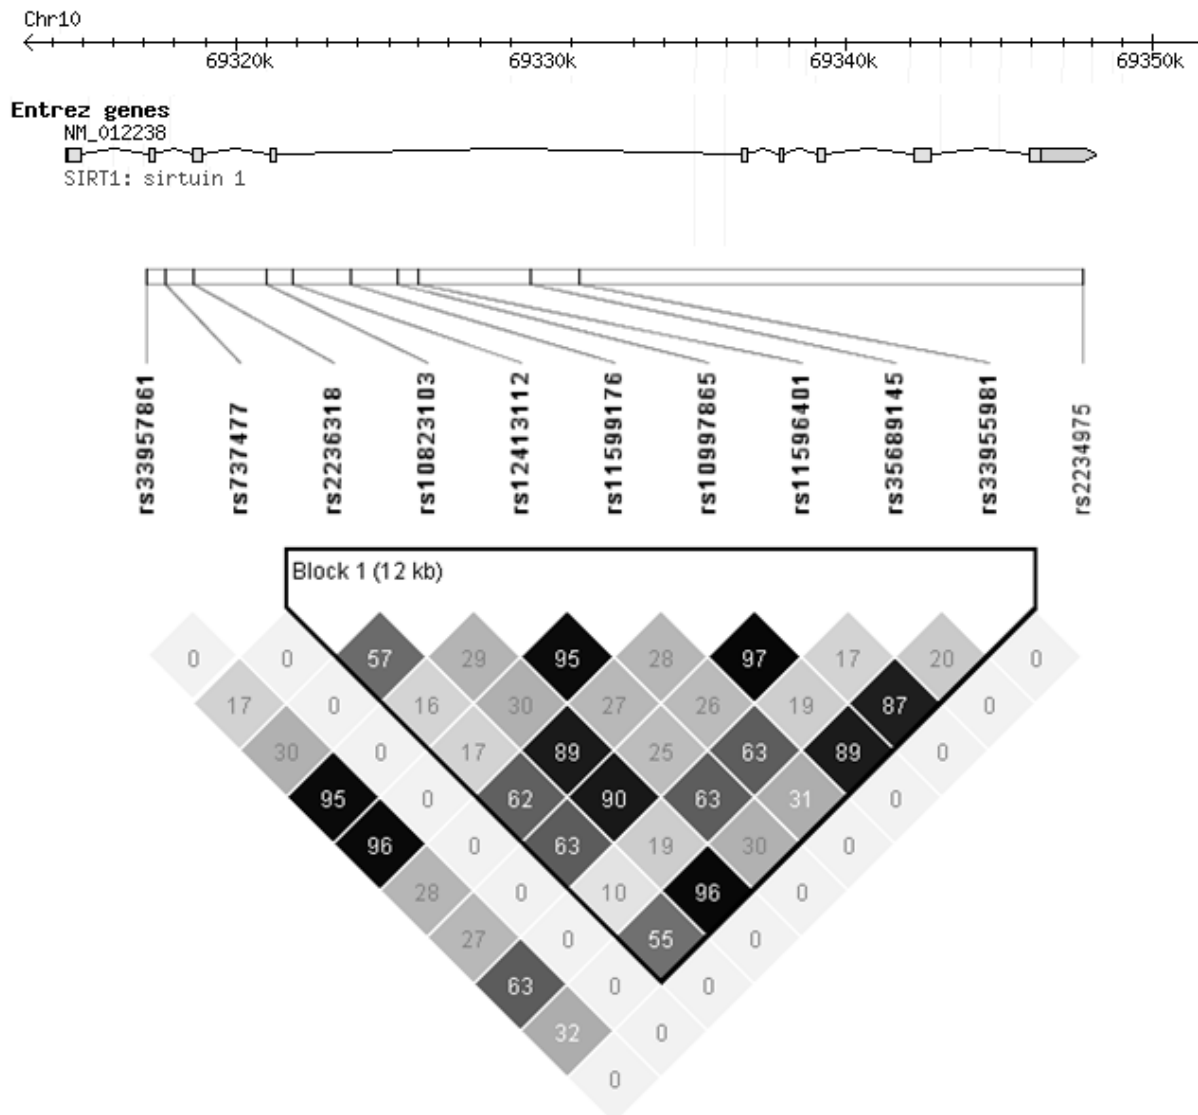 Chr10
69320k 69330k 69340k 69350k
Entrez genes
NM_012238
SIRT1: sirtuin 1
rs33957861 rs737477 rs2236318 rs10823103 rs12413112 rs11599176 rs10997865 rs11596401 rs35689145 rs33955981 rs2234975
Block 1 (12 kb)
0 0 57 29 95 28 97 17 20 0
17 0 16 30 27 26 19 87 0
30 0 17 89 25 63 89 0
95 0 62 90 63 31 0
96 0 63 19 30 0
28 0 10 96 0
27 0 55 0
63 0 0
32 0
0